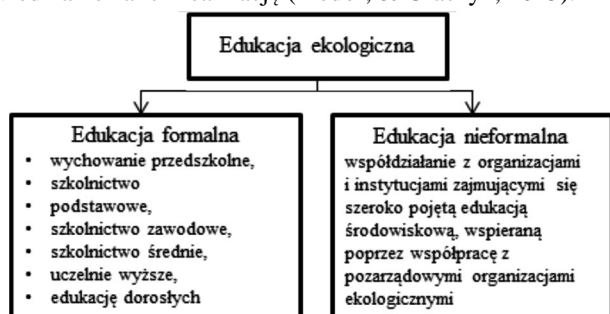 Edukacja ekologiczna
Edukacja formalna
• wychowanie przedszkolne,
• szkolnictwo
• podstawowe,
• szkolnictwo zawodowe,
• szkolnictwo średnie,
• uczelnie wyższe,
• edukację dorosłych
Edukacja nieformalna
współdziałanie z organizacjami
i instytucjami zajmującymi się
szeroko pojętą edukacją
środowiskową, wspieraną
poprzez współpracę z
pozarządowymi organizacjami
ekologicznymi